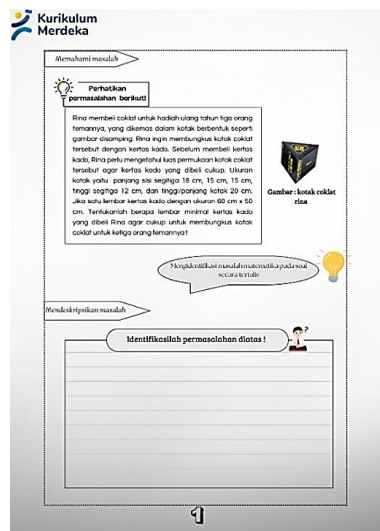 Kurikulum
Merdeka
Memahami masalah
Perhatikan
permasalahan berikut!
Rina membeli coklat untuk hadiah ulang tahun tiga orang
temannya, yang dikemas dalam kotak berbentuk seperti
gambar disamping. Rina ingin membungkus kotak coklat
tersebut dengan kertas kado. Sebelum membeli kertas
kado, Rina perlu mengetahui luas permukaan kotak coklat
tersebut agar kertas kado yang dibeli cukup. Ukuran
kotak yaitu panjang sisi segitiga 18 cm, 15 cm, 15 cm,
tinggi segitiga 12 cm, dan tinggi/panjang kotak 20 cm.
Jika satu lembar kertas kado dengan ukuran 60 cm x 50
cm. Tentukanlah berapa lembar minimal kertas kado
yang dibeli Rina agar cukup untuk membungkus kotak
coklat untuk ketiga orang temannya!
Gambar : kotak coklat
rina
Mengidentifikasi masalah matematika pada soal
secara tertulis
Mendeskripsikan masalah
Identifikasilah permasalahan diatas !
1